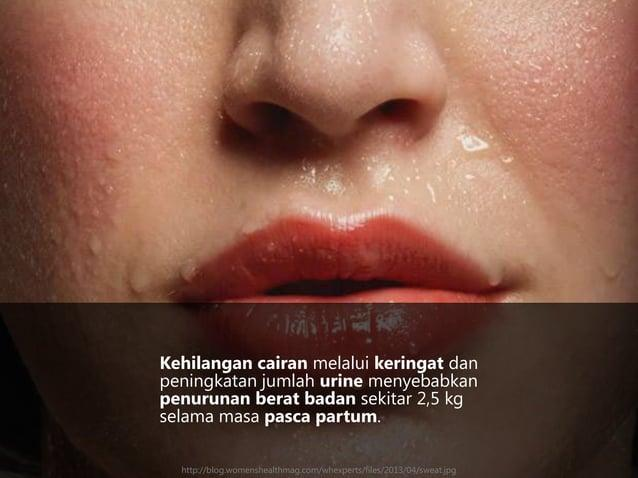 Kehilangan cairan melalui keringat dan
peningkatan jumlah urine menyebabkan
penurunan berat badan sekitar 2,5 kg
selama masa pasca partum.
http://blog.womenshealthmag.com/whexperts/files/2013/04/sweat.jpg